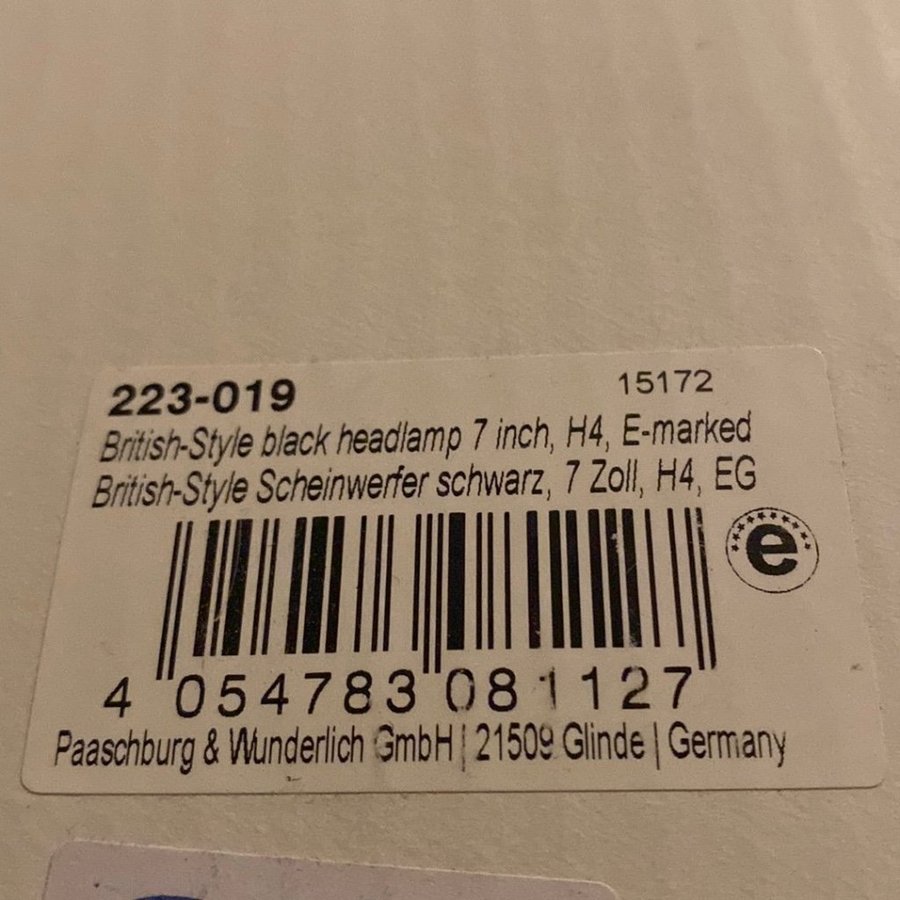 223-019 15172
British-Style black headlamp 7 inch, H4, E-marked
British-Style Scheinwerfer schwarz, 7 Zoll, H4, EG
e
4 054783 081127
Paaschburg & Wunderlich GmbH | 21509 Glinde | Germany